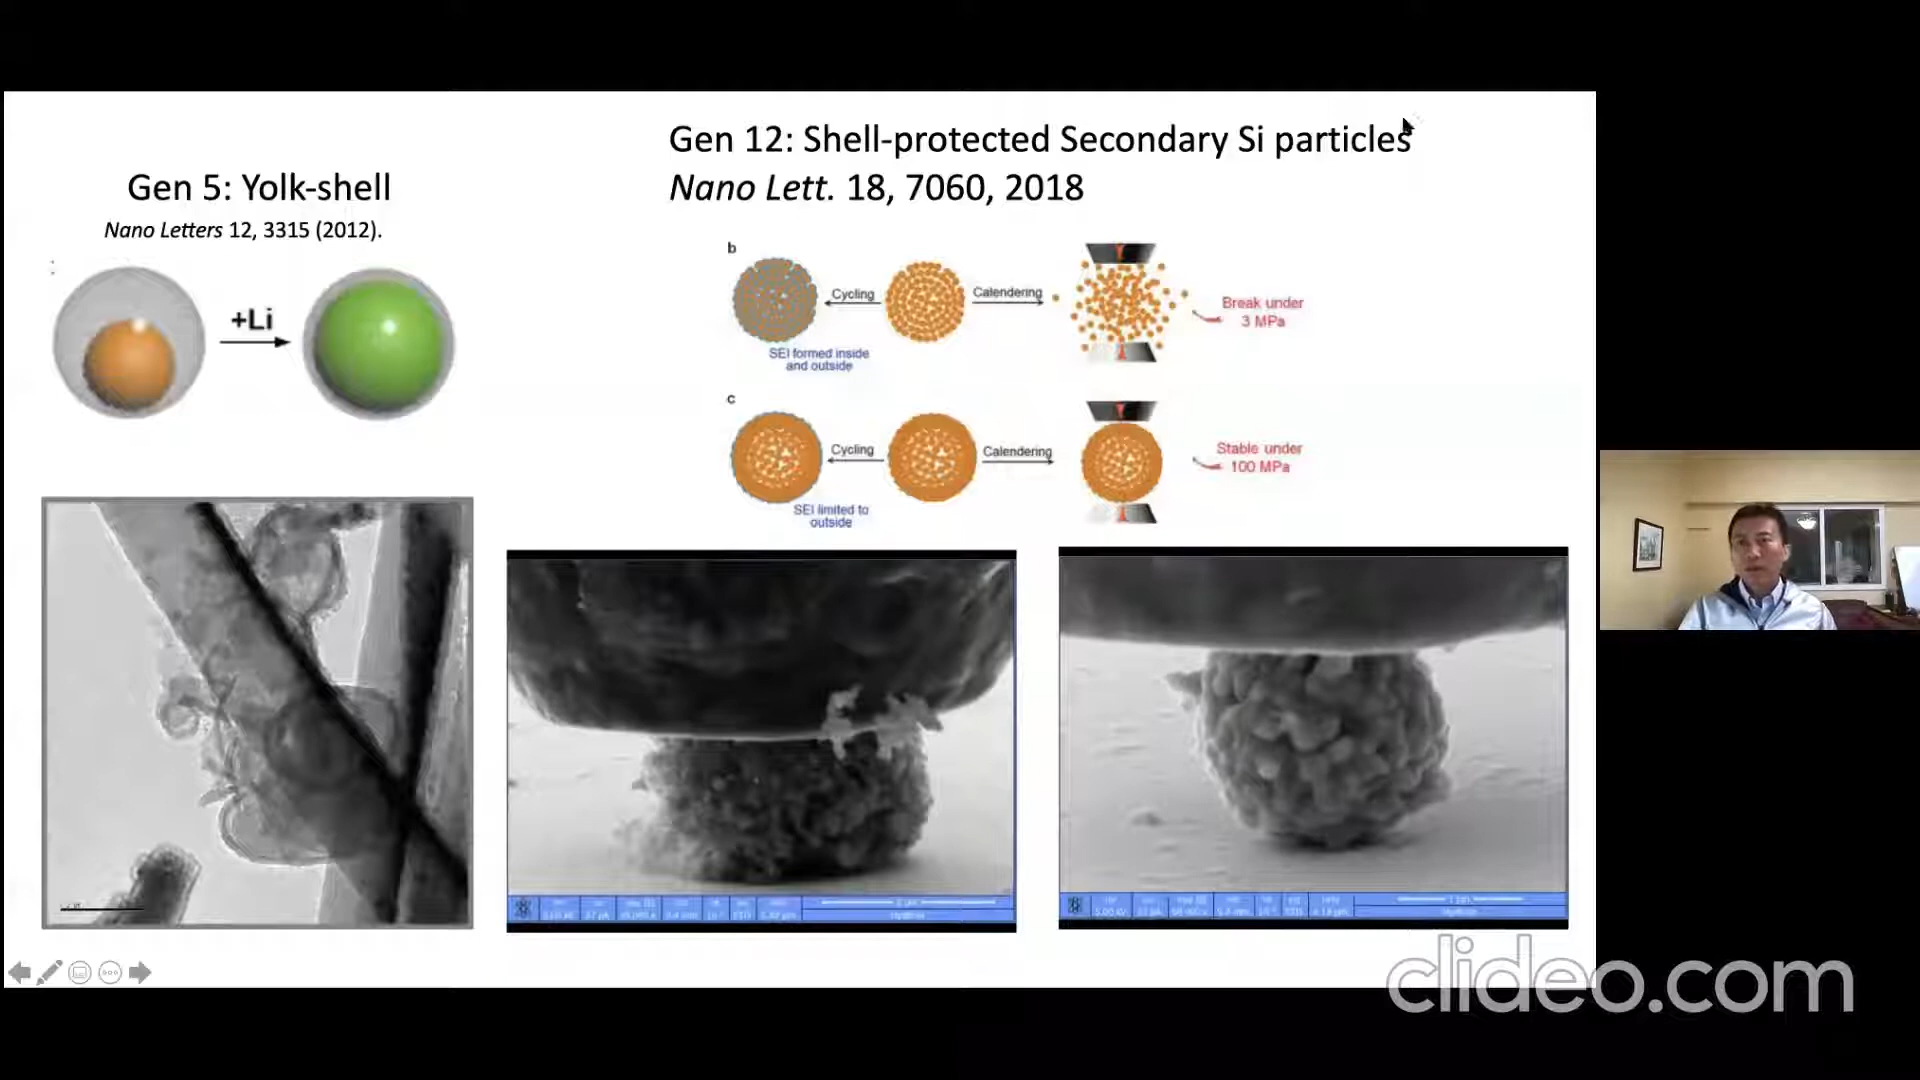 Gen 5: Yolk-shell
Nano Letters 12, 3315 (2012).
+Li
Gen 12: Shell-protected Secondary Si particles
Nano Lett. 18, 7060, 2018
b
Cycling
Calendering
Break under
3 MPa
SEI formed inside
and outside
c
Cycling
Calendering
Stable under
100 MPa
SEI limited to
outside
clideo.com